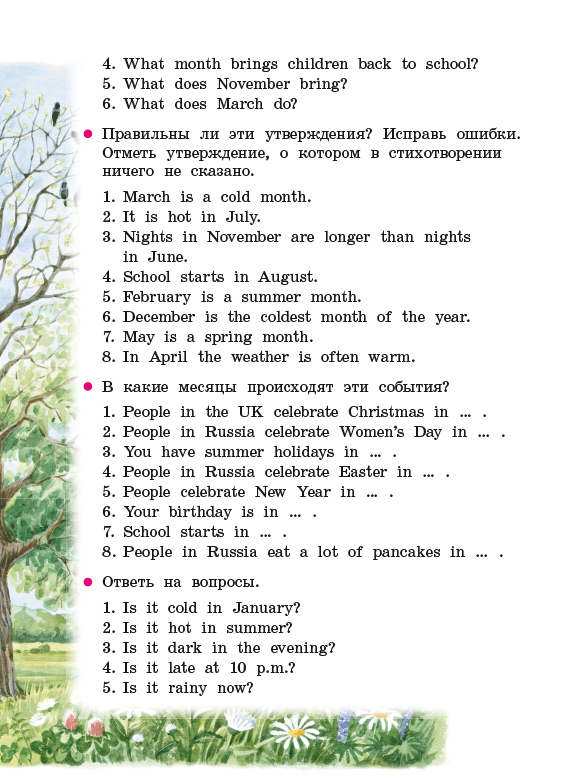 4. What month brings children back to school?
5. What does November bring?
6. What does March do?
● Правильны ли эти утверждения? Исправь ошибки.
Отметь утверждение, о котором в стихотворении
ничего не сказано.
1. March is a cold month.
2. It is hot in July.
3. Nights in November are longer than nights
in June.
4. School starts in August.
5. February is a summer month.
6. December is the coldest month of the year.
7. May is a spring month.
8. In April the weather is often warm.
● В какие месяцы происходят эти события?
1. People in the UK celebrate Christmas in ... .
2. People in Russia celebrate Women's Day in ... .
3. You have summer holidays in ... .
4. People in Russia celebrate Easter in ... .
5. People celebrate New Year in ... .
6. Your birthday is in ... .
7. School starts in ... .
8. People in Russia eat a lot of pancakes in ... .
● Ответь на вопросы.
1. Is it cold in January?
2. Is it hot in summer?
3. Is it dark in the evening?
4. Is it late at 10 p.m.?
5. Is it rainy now?